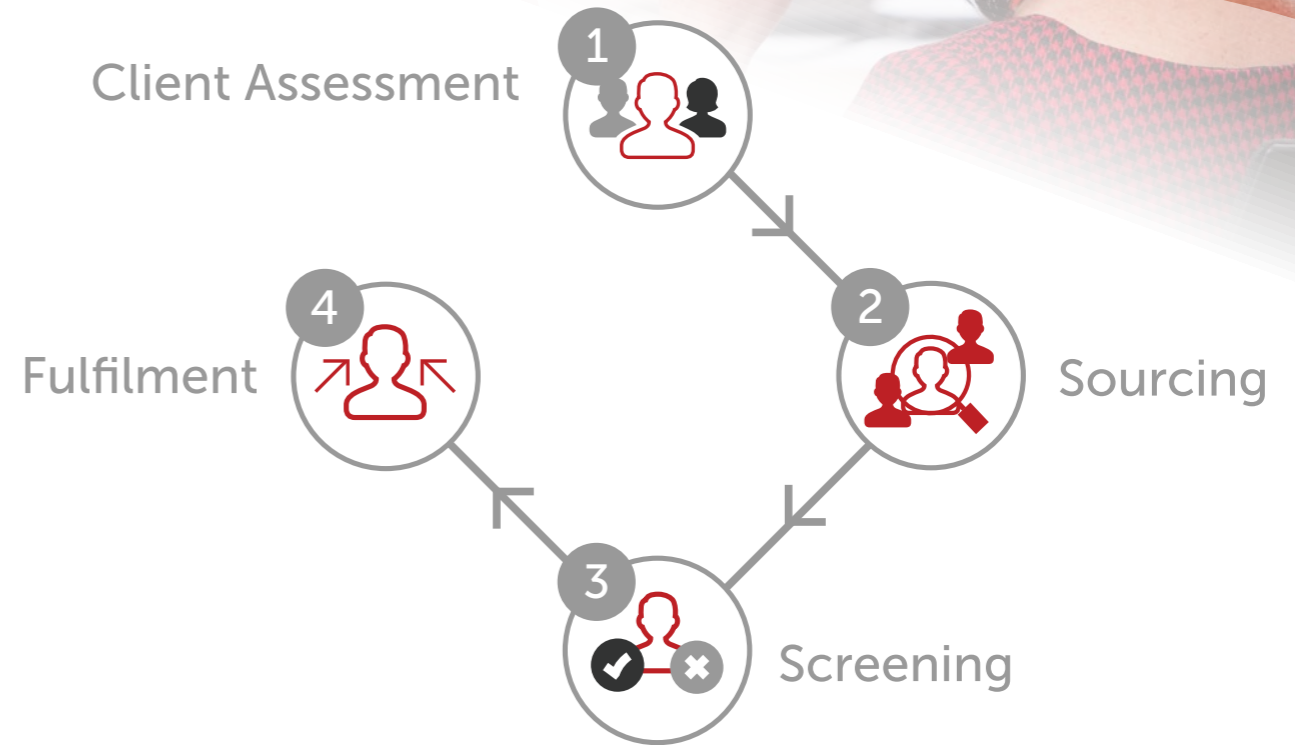 1
Client Assessment
2
Sourcing
3
Screening
4
Fulfilment